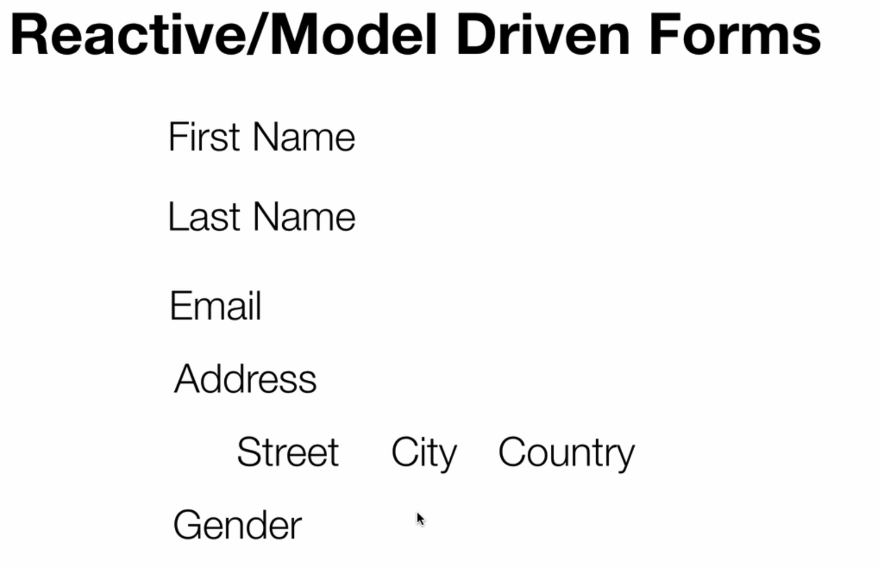 Reactive/Model Driven Forms
First Name
Last Name
Email
Address
Street City Country
Gender